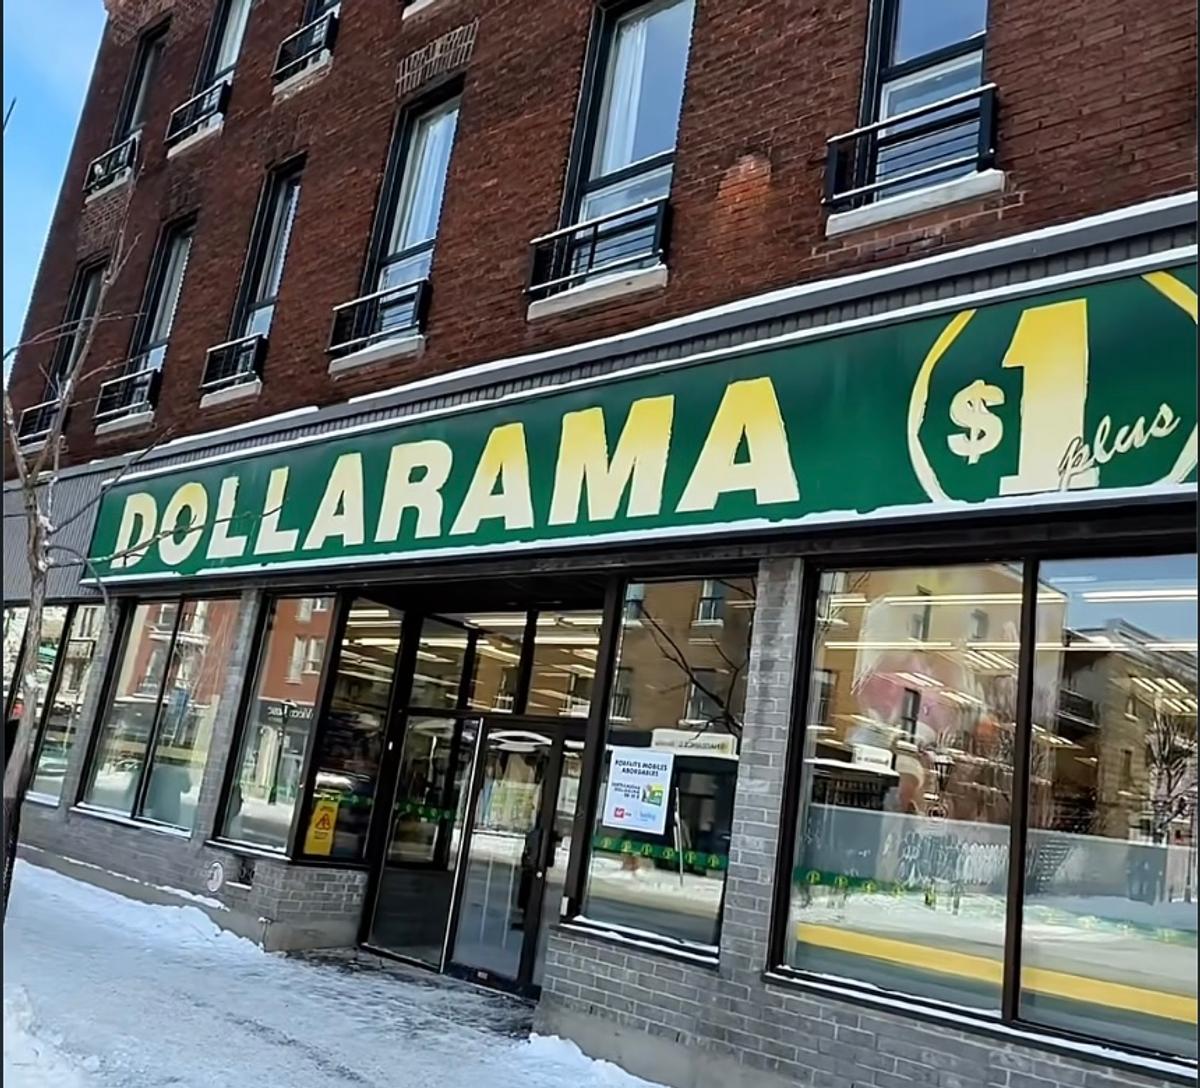 DOLLARAMA
$1 plus
FORFAITS MOBILES
ABORDABLES